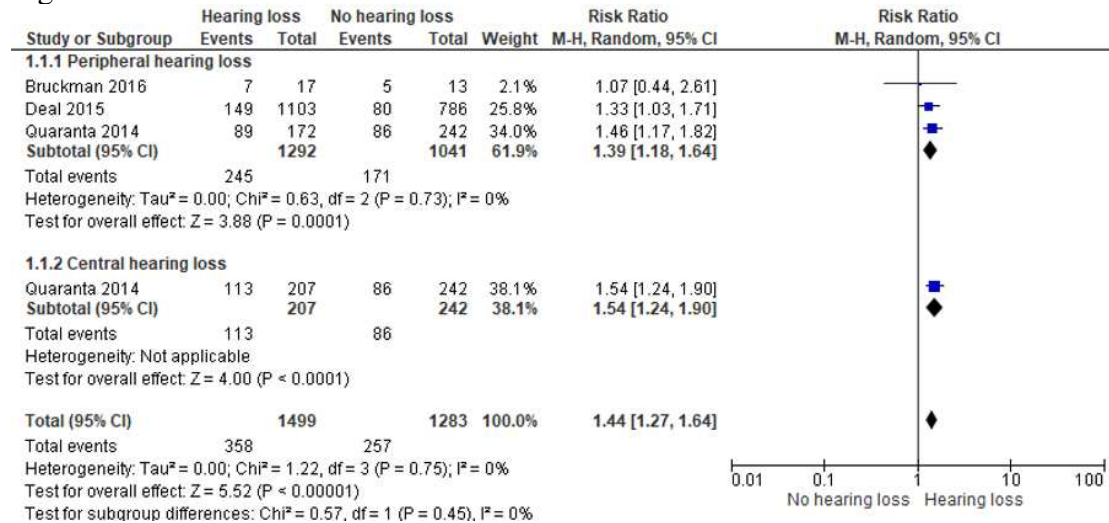 Hearing loss No hearing loss Risk Ratio Risk Ratio
Study or Subgroup Events Total Events Total Weight M-H, Random, 95% CI M-H, Random, 95% CI
1.1.1 Peripheral hearing loss
Bruckman 2016 7 17 5 13 2.1% 1.07 [0.44, 2.61]
Deal 2015 149 1103 80 786 25.8% 1.33 [1.03, 1.71]
Quaranta 2014 89 172 86 242 34.0% 1.46 [1.17, 1.82]
Subtotal (95% CI) 1292 1041 61.9% 1.39 [1.18, 1.64]
Total events 245 171
Heterogeneity: Tau² = 0.00; Chi² = 0.63, df = 2 (P = 0.73); I² = 0%
Test for overall effect: Z = 3.88 (P = 0.0001)
1.1.2 Central hearing loss
Quaranta 2014 113 207 86 242 38.1% 1.54 [1.24, 1.90]
Subtotal (95% CI) 207 242 38.1% 1.54 [1.24, 1.90]
Total events 113 86
Heterogeneity: Not applicable
Test for overall effect: Z = 4.00 (P < 0.0001)
Total (95% CI) 1499 1283 100.0% 1.44 [1.27, 1.64]
Total events 358 257
Heterogeneity: Tau² = 0.00; Chi² = 1.22, df = 3 (P = 0.75); I² = 0%
Test for overall effect: Z = 5.52 (P < 0.00001)
Test for subgroup differences: Chi² = 0.57, df = 1 (P = 0.45), I² = 0%
0.01 0.1 1 10 100
No hearing loss Hearing loss